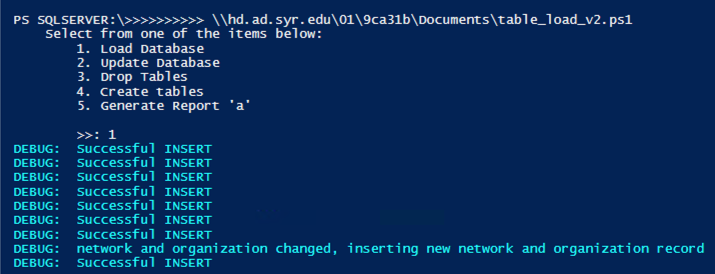 PS SQLSERVER:\>>>>>>>>>>> \\hd.ad.syr.edu\01\9ca31b\Documents\table_load_v2.ps1
Select from one of the items below:
1. Load Database
2. Update Database
3. Drop Tables
4. Create tables
5. Generate Report 'a'
>>: 1
DEBUG: Successful INSERT
DEBUG: Successful INSERT
DEBUG: Successful INSERT
DEBUG: Successful INSERT
DEBUG: Successful INSERT
DEBUG: Successful INSERT
DEBUG: Successful INSERT
DEBUG: network and organization changed, inserting new network and organization record
DEBUG: Successful INSERT